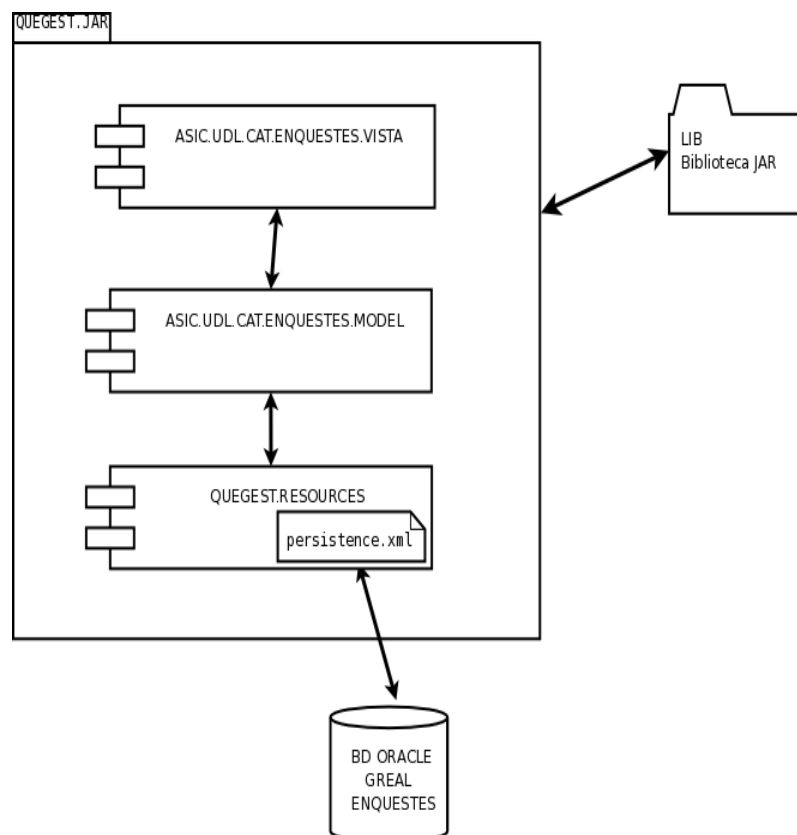 QUEGEST.JAR
ASIC.UDL.CAT.ENQUESTES.VISTA
LIB
Biblioteca JAR
ASIC.UDL.CAT.ENQUESTES.MODEL
QUEGEST.RESOURCES
persistence.xml
BD ORACLE
GREAL
ENQUESTES